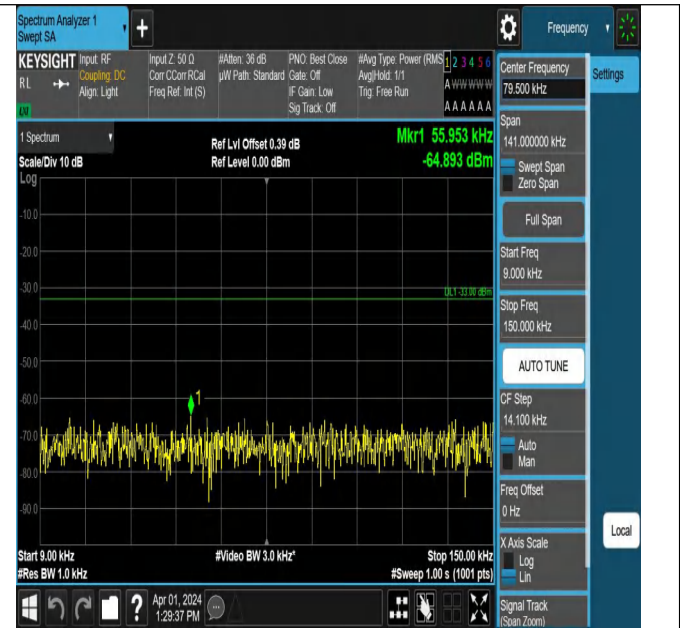 Spectrum Analyzer 1
Swept SA
+
Frequency
KEYSIGHT
RL
Input: RF
Coupling: DC
Align: Light
Input Z: 50 Ω
Corr CCorr RCal
Freq Ref: Int (S)
#Atten: 36 dB
µW Path: Standard
PNO: Best Close
Gate: Off
IF Gain: Low
Sig Track: Off
#Avg Type: Power (RMS
Avg|Hold: 1/1
Trig: Free Run
1 2 3 4 5 6
A W W W W W
A A A A A A
1 Spectrum
Scale/Div 10 dB
Log
Ref Lvl Offset 0.39 dB
Ref Level 0.00 dBm
Mkr1 55.953 kHz
-64.893 dBm
-10.0
-20.0
-30.0
DL1 -33.00 dBm
-40.0
-50.0
-60.0
1
-70.0
-80.0
-90.0
Start 9.00 kHz
#Video BW 3.0 kHz*
Stop 150.00 kHz
#Res BW 1.0 kHz
#Sweep 1.00 s (1001 pts)
?
Apr 01, 2024
1:29:37 PM
Center Frequency
79.500 kHz
Settings
Span
141.000000 kHz
Swept Span
Zero Span
Full Span
Start Freq
9.000 kHz
Stop Freq
150.000 kHz
AUTO TUNE
CF Step
14.100 kHz
Auto
Man
Freq Offset
0 Hz
X Axis Scale
Log
Lin
Local
Signal Track
(Span Zoom)